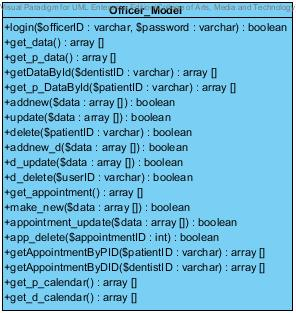 Visual Paradigm for UML Enterprise Edition [College of Arts, Media and Technology
Officer_Model
+login($officerID : varchar, $password : varchar) : boolean
+get_data() : array []
+get_p_data() : array []
+getDataById($dentistID : varchar) : array []
+get_p_DataById($patientID : varchar) : array []
+addnew($data : array []) : boolean
+update($data : array []) : boolean
+delete($patientID : varchar) : boolean
+addnew_d($data : array []) : boolean
+d_update($data : array []) : boolean
+d_delete($userID : varchar) : boolean
+get_appointment() : array []
+make_new($data : array []) : boolean
+appointment_update($data : array []) : boolean
+app_delete($appointmentID : int) : boolean
+getAppointmentByPID($patientID : varchar) : array []
+getAppointmentByDID($dentistID : varchar) : array []
+get_p_calendar() : array []
+get_d_calendar() : array []